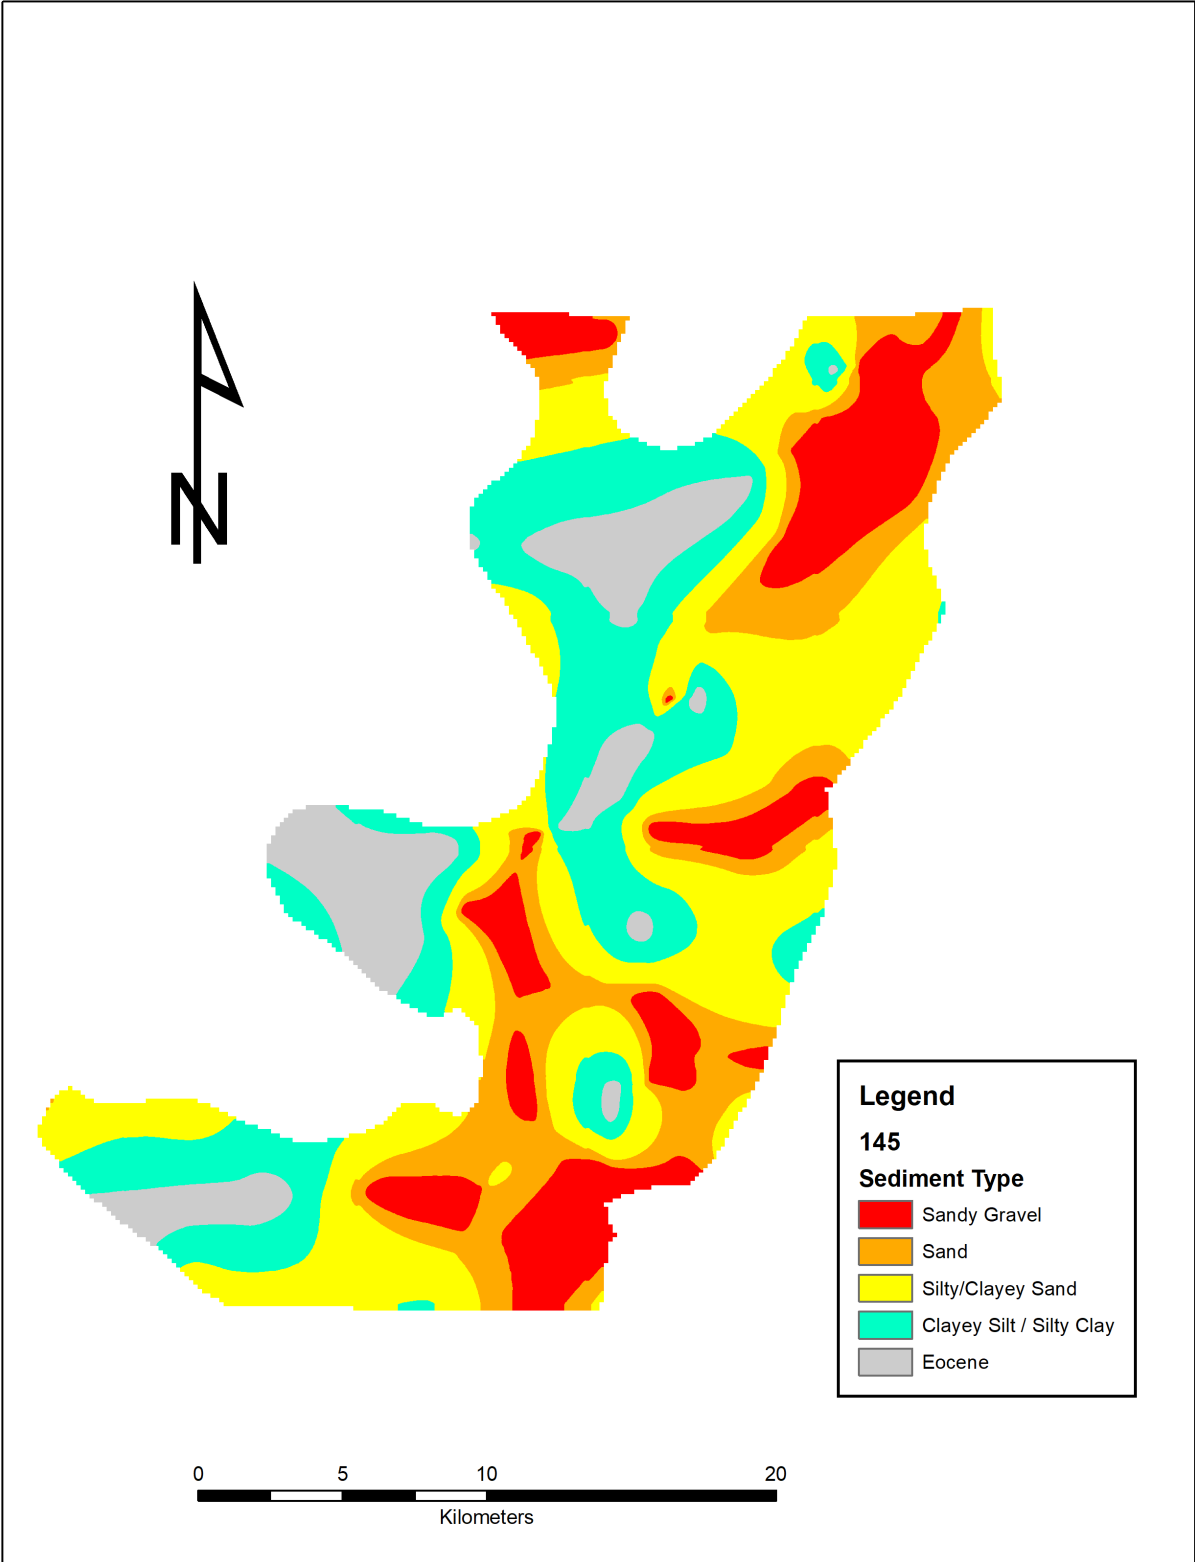 N
Legend
145
Sediment Type
Sandy Gravel
Sand
Silty/Clayey Sand
Clayey Silt / Silty Clay
Eocene
0 5 10 20
Kilometers